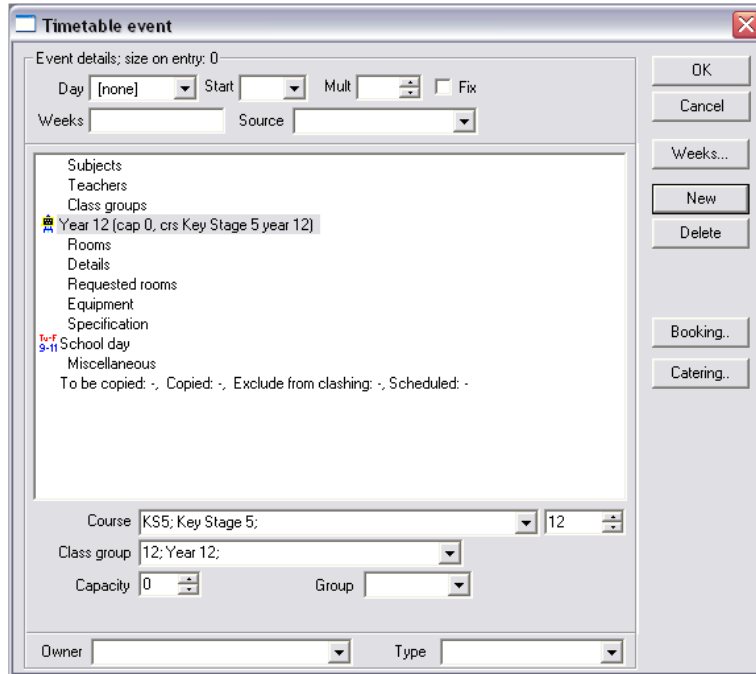 Timetable event
Event details; size on entry: 0
Day [none] Start Mult Fix
Weeks Source
OK
Cancel
Weeks...
New
Delete
Booking..
Catering..
Subjects
Teachers
Class groups
Year 12 (cap 0, crs Key Stage 5 year 12)
Rooms
Details
Requested rooms
Equipment
Specification
Tu-F
9-11 School day
Miscellaneous
To be copied: -, Copied: -, Exclude from clashing: -, Scheduled: -
Course KS5; Key Stage 5; 12
Class group 12; Year 12;
Capacity 0 Group
Owner Type